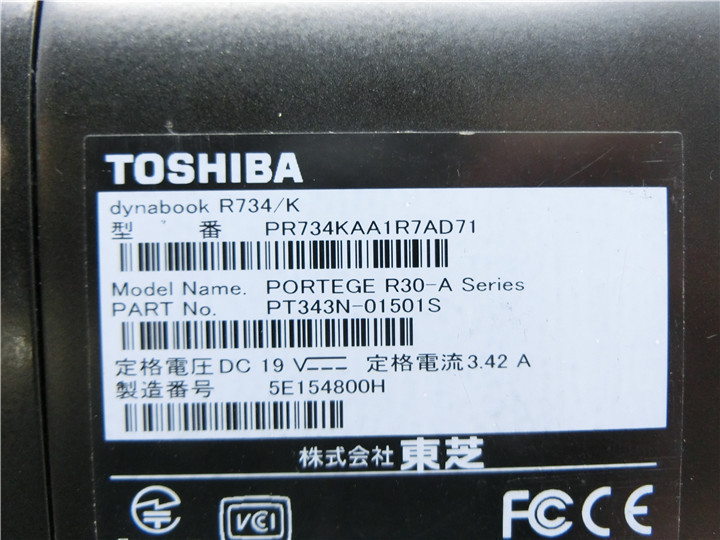 TOSHIBA
dynabook R734/K
型 番 PR734KAA1R7AD71
Model Name. PORTEGE R30-A Series
PART No. PT343N-01501S
定格電圧DC 19 V⎓ 定格電流3.42 A
製造番号 5E154800H
株式会社 東芝
VCI FC CE